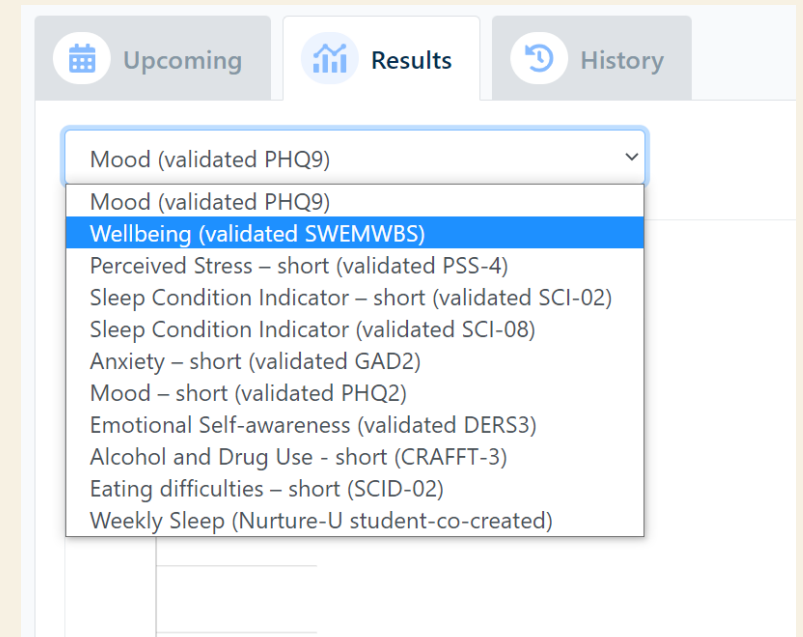 Upcoming
Results
History
Mood (validated PHQ9)
Mood (validated PHQ9)
Wellbeing (validated SWEMWBS)
Perceived Stress – short (validated PSS-4)
Sleep Condition Indicator – short (validated SCI-02)
Sleep Condition Indicator (validated SCI-08)
Anxiety – short (validated GAD2)
Mood – short (validated PHQ2)
Emotional Self-awareness (validated DERS3)
Alcohol and Drug Use - short (CRAFFT-3)
Eating difficulties – short (SCID-02)
Weekly Sleep (Nurture-U student-co-created)